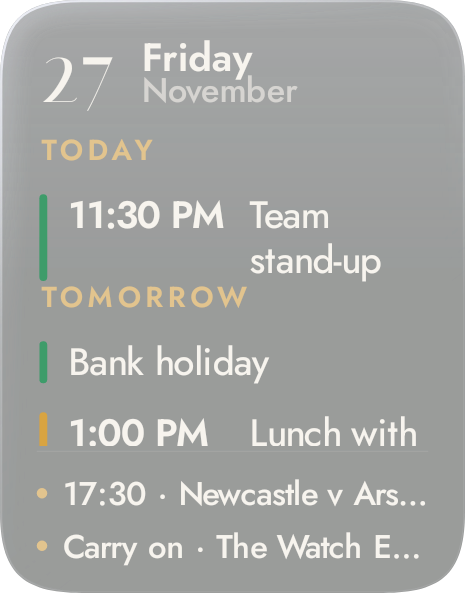 27 Friday
November
TODAY
11:30 PM Team
stand-up
TOMORROW
Bank holiday
1:00 PM Lunch with
17:30 · Newcastle v Ars…
Carry on · The Watch E…